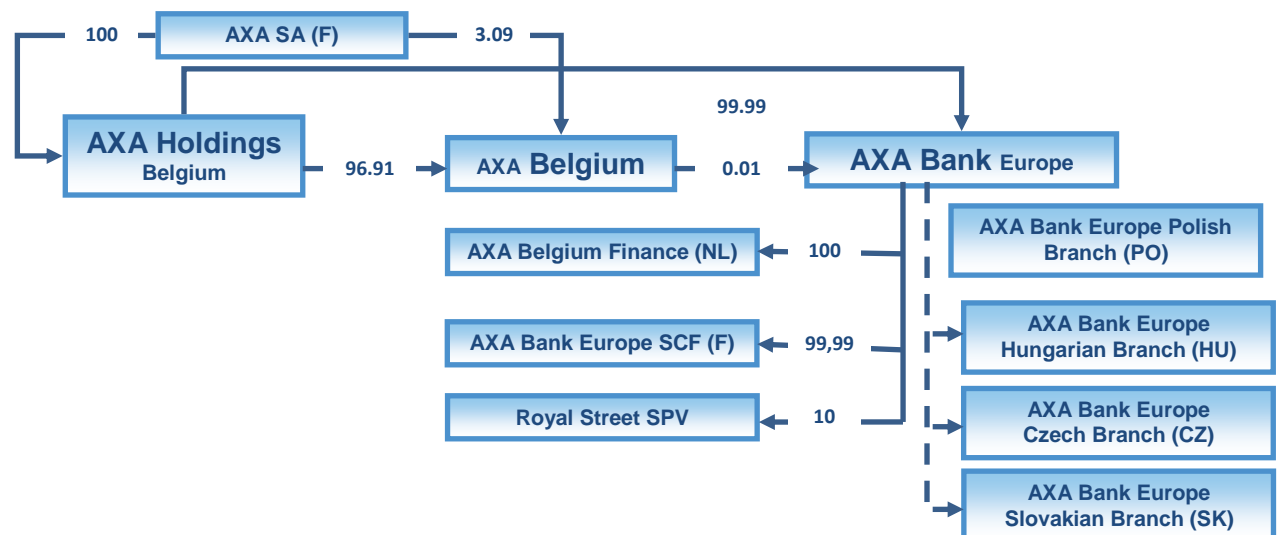 100
AXA SA (F)
3.09
99.99
AXA Holdings
Belgium
96.91
AXA Belgium
0.01
AXA Bank Europe
AXA Belgium Finance (NL)
100
AXA Bank Europe Polish
Branch (PO)
AXA Bank Europe SCF (F)
99,99
AXA Bank Europe
Hungarian Branch (HU)
Royal Street SPV
10
AXA Bank Europe
Czech Branch (CZ)
AXA Bank Europe
Slovakian Branch (SK)